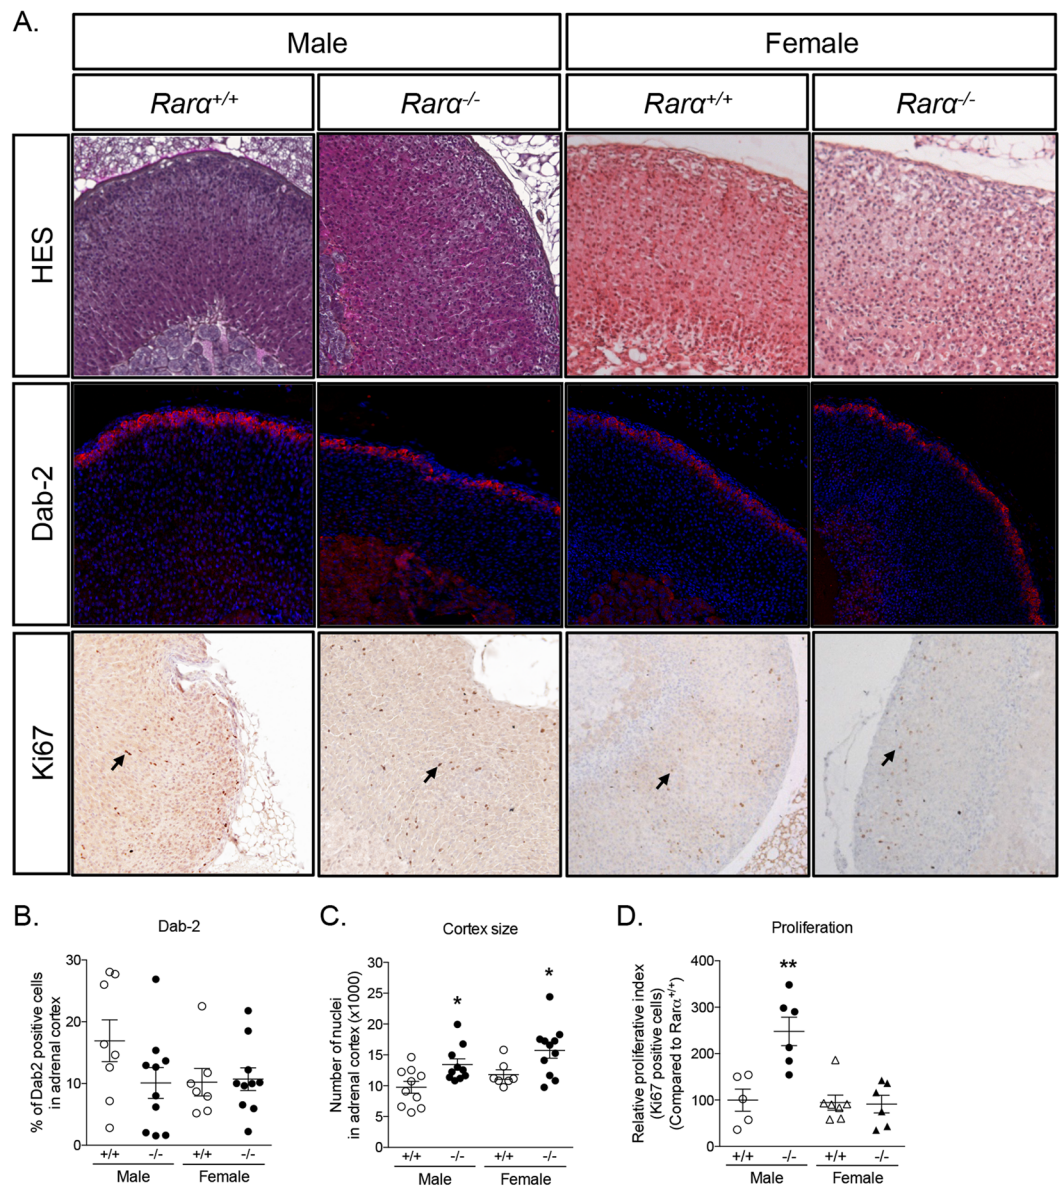 A.
Male
Female
Rarα+/+
Rarα-/-
Rarα+/+
Rarα-/-
HES
Dab-2
Ki67
B.
Dab-2
% of Dab2 positive cells
in adrenal cortex
30
20
10
0
+/+
-/-
+/+
-/-
Male
Female
C.
Cortex size
Number of nuclei
in adrenal cortex (x1000)
30
25
20
15
10
5
0
*
*
+/+
-/-
+/+
-/-
Male
Female
D.
Proliferation
Relative proliferative index
(Ki67 positive cells)
(Compared to Rarα+/+)
400
300
200
100
0
**
+/+
-/-
+/+
-/-
Male
Female